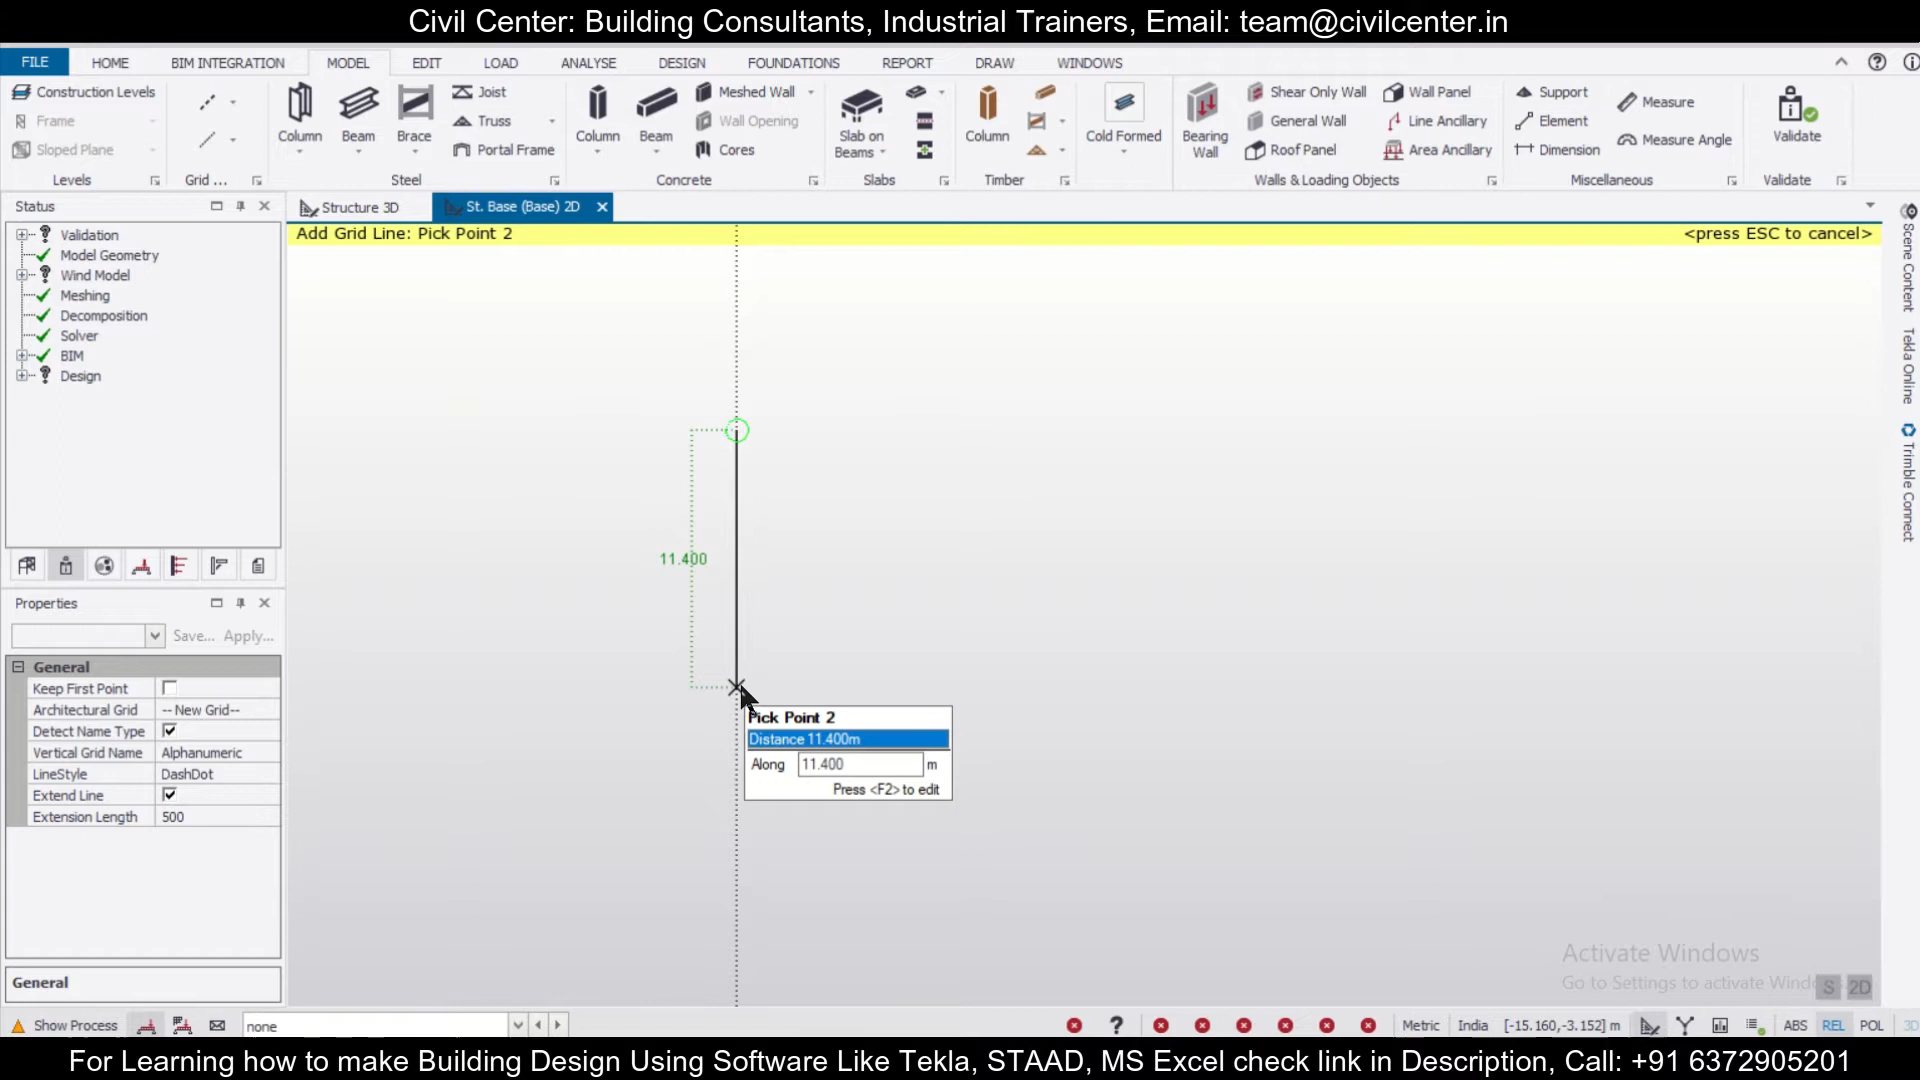 Civil Center: Building Consultants, Industrial Trainers, Email: team@civilcenter.in
FILE HOME BIM INTEGRATION MODEL EDIT LOAD ANALYSE DESIGN FOUNDATIONS REPORT DRAW WINDOWS
Construction Levels
Frame
Sloped Plane
Levels
Grid ...
Column
Beam
Brace
Joist
Truss
Portal Frame
Steel
Column
Beam
Meshed Wall
Wall Opening
Cores
Concrete
Slab on
Beams
Slabs
Column
Timber
Cold Formed
Bearing
Wall
Shear Only Wall
General Wall
Roof Panel
Wall Panel
Line Ancillary
Area Ancillary
Walls & Loading Objects
Support
Element
Dimension
Measure
Measure Angle
Miscellaneous
Validate
Validate
Status
Validation
Model Geometry
Wind Model
Meshing
Decomposition
Solver
BIM
Design
Structure 3D
St. Base (Base) 2D
Add Grid Line: Pick Point 2
<press ESC to cancel>
Scene Content
Tekla Online
Trimble Connect
11.400
Pick Point 2
Distance 11.400m
Along 11.400 m
Press <F2> to edit
Properties
Save... Apply...
General
Keep First Point
Architectural Grid -- New Grid--
Detect Name Type
Vertical Grid Name Alphanumeric
LineStyle DashDot
Extend Line
Extension Length 500
General
Activate Windows
Go to Settings to activate Wind
S 2D
Show Process
none
Metric India [-15.160,-3.152] m ABS REL POL 3D
For Learning how to make Building Design Using Software Like Tekla, STAAD, MS Excel check link in Description, Call: +91 6372905201